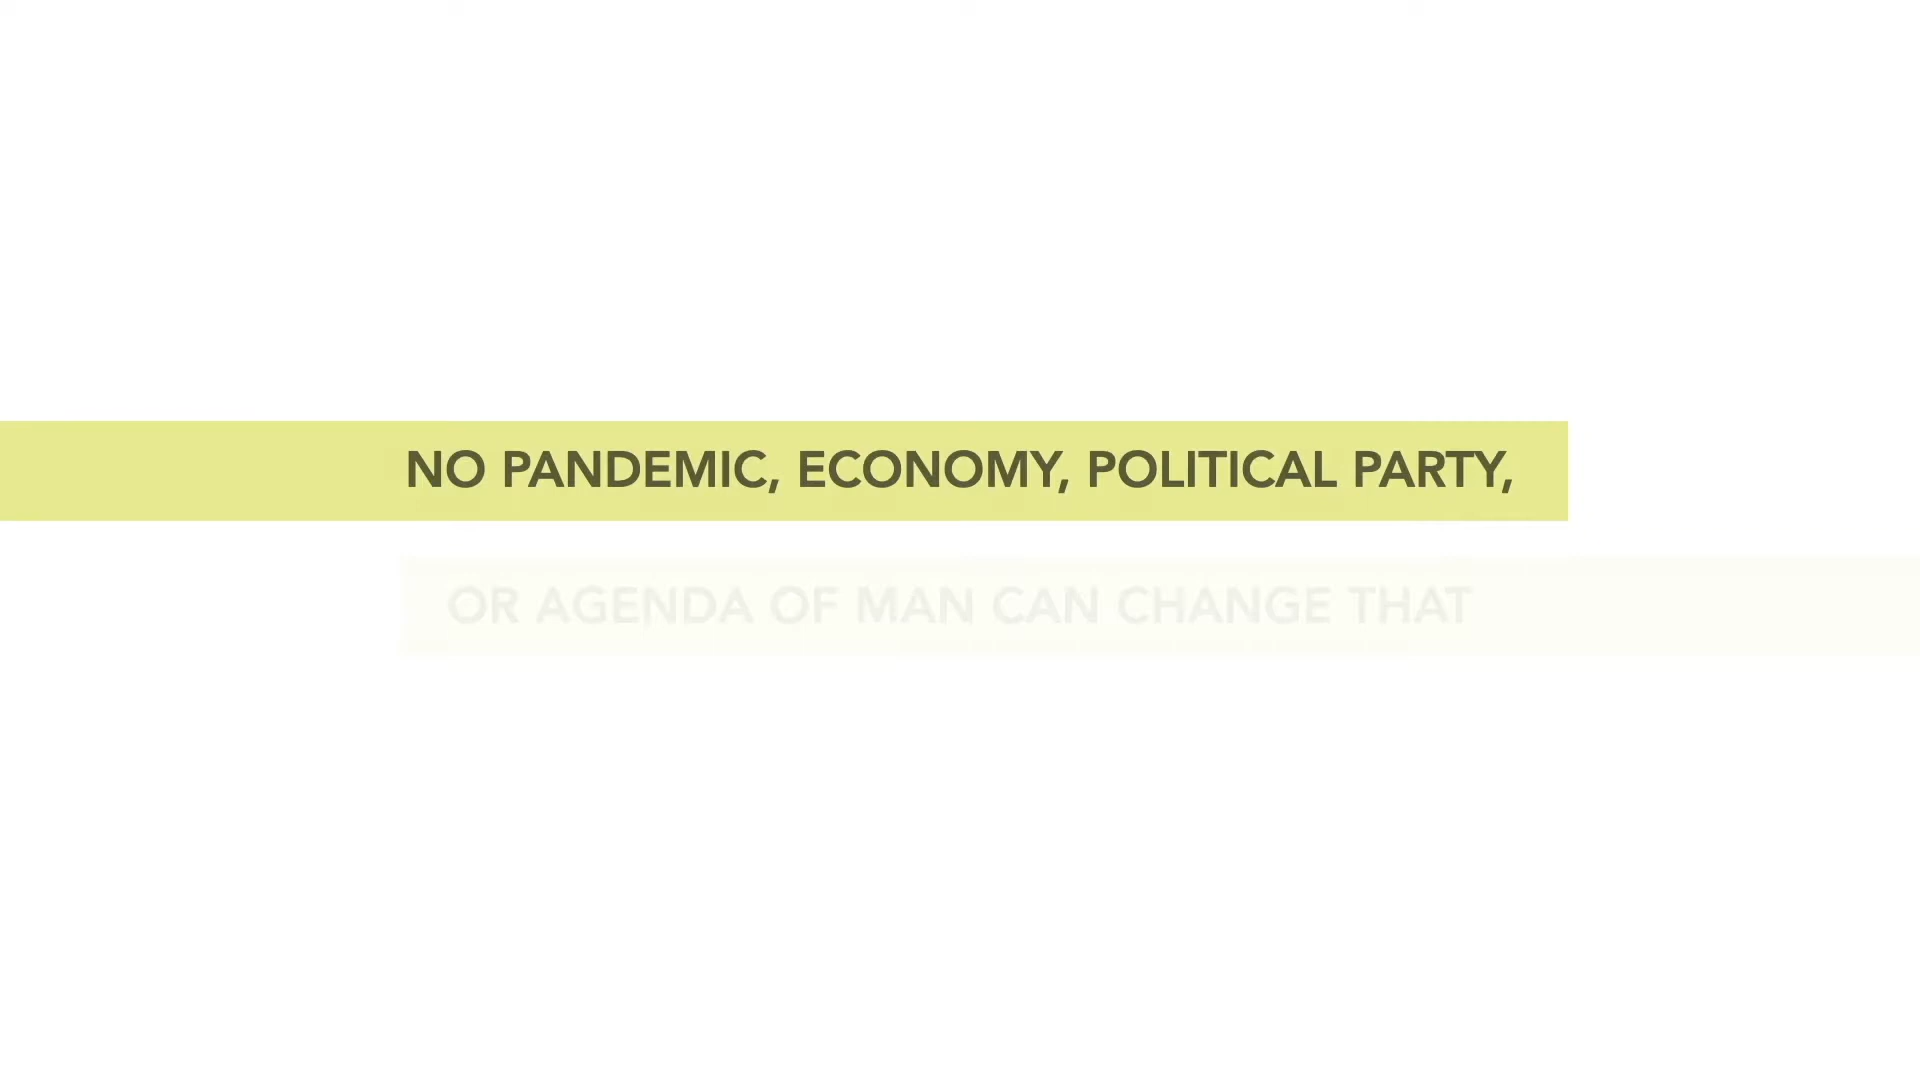 NO PANDEMIC, ECONOMY, POLITICAL PARTY,
OR AGENDA OF MAN CAN CHANGE THAT